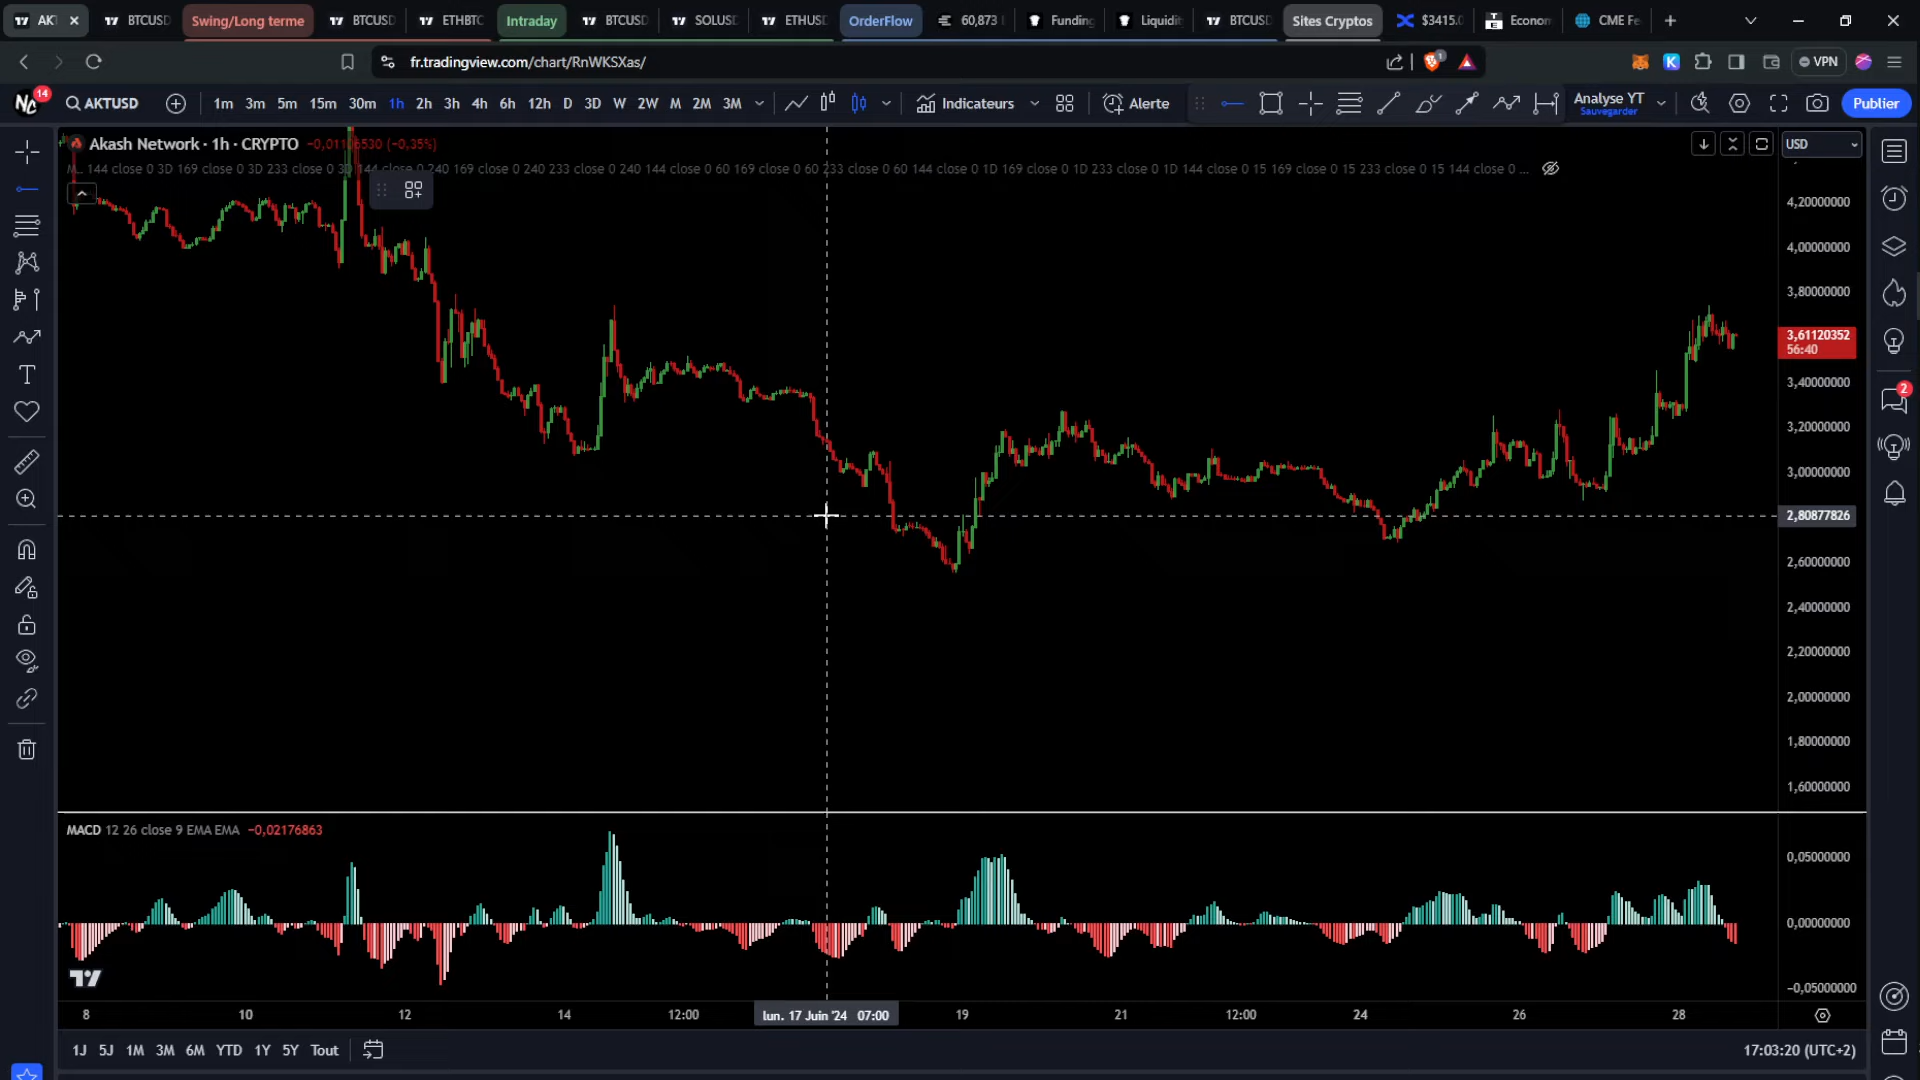 AK
BTCUSD
Swing/Long terme
BTCUSD
ETHBTC
Intraday
BTCUSD
SOLUSD
ETHUSD
OrderFlow
60,873
Funding
Liquidit
BTCUSD
Sites Cryptos
$3415.0
Econom
CME Fe
fr.tradingview.com/chart/RnWKSXas/
1
VPN
14
AKTUSD
1m 3m 5m 15m 30m 1h 2h 3h 4h 6h 12h D 3D W 2W M 2M 3M
Indicateurs
Alerte
Analyse YT
Sauvegarder
Publier
Akash Network · 1h · CRYPTO
−0,01106530 (−0,35%)
USD
M... 144 close 0 3D 169 close 0 3D 233 close 0 3D 144 close 0 240 169 close 0 240 233 close 0 240 144 close 0 60 169 close 0 60 233 close 0 60 144 close 0 1D 169 close 0 1D 233 close 0 1D 144 close 0 15 169 close 0 15 233 close 0 15 144 close 0 ...
4,20000000
4,00000000
3,80000000
3,61120352
56:40
3,40000000
3,20000000
3,00000000
2,80877826
2,60000000
2,40000000
2,20000000
2,00000000
1,80000000
1,60000000
2
MACD 12 26 close 9 EMA EMA −0,02176863
0,05000000
0,00000000
−0,05000000
8 10 12 14 12:00 lun. 17 Juin '24 07:00 19 21 12:00 24 26 28
1J 5J 1M 3M 6M YTD 1Y 5Y Tout
17:03:20 (UTC+2)